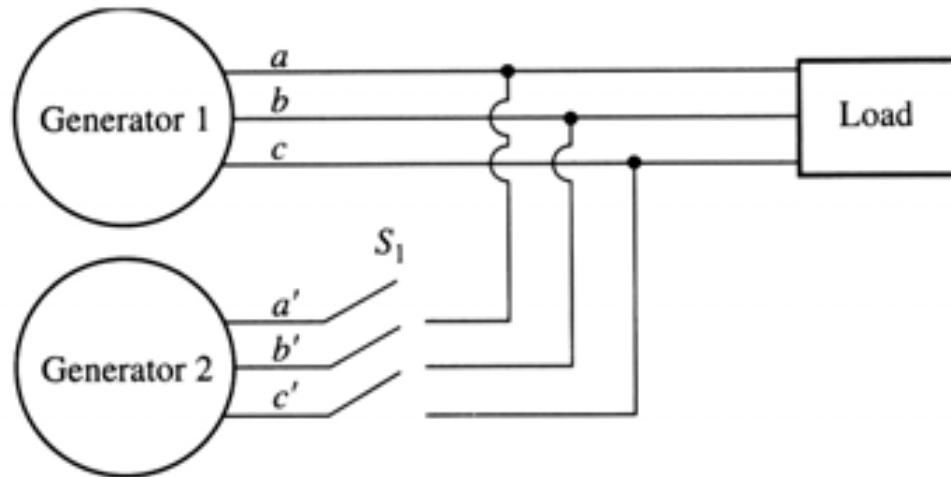 a
b
Generator 1
Load
c
S1
a′
b′
Generator 2
c′